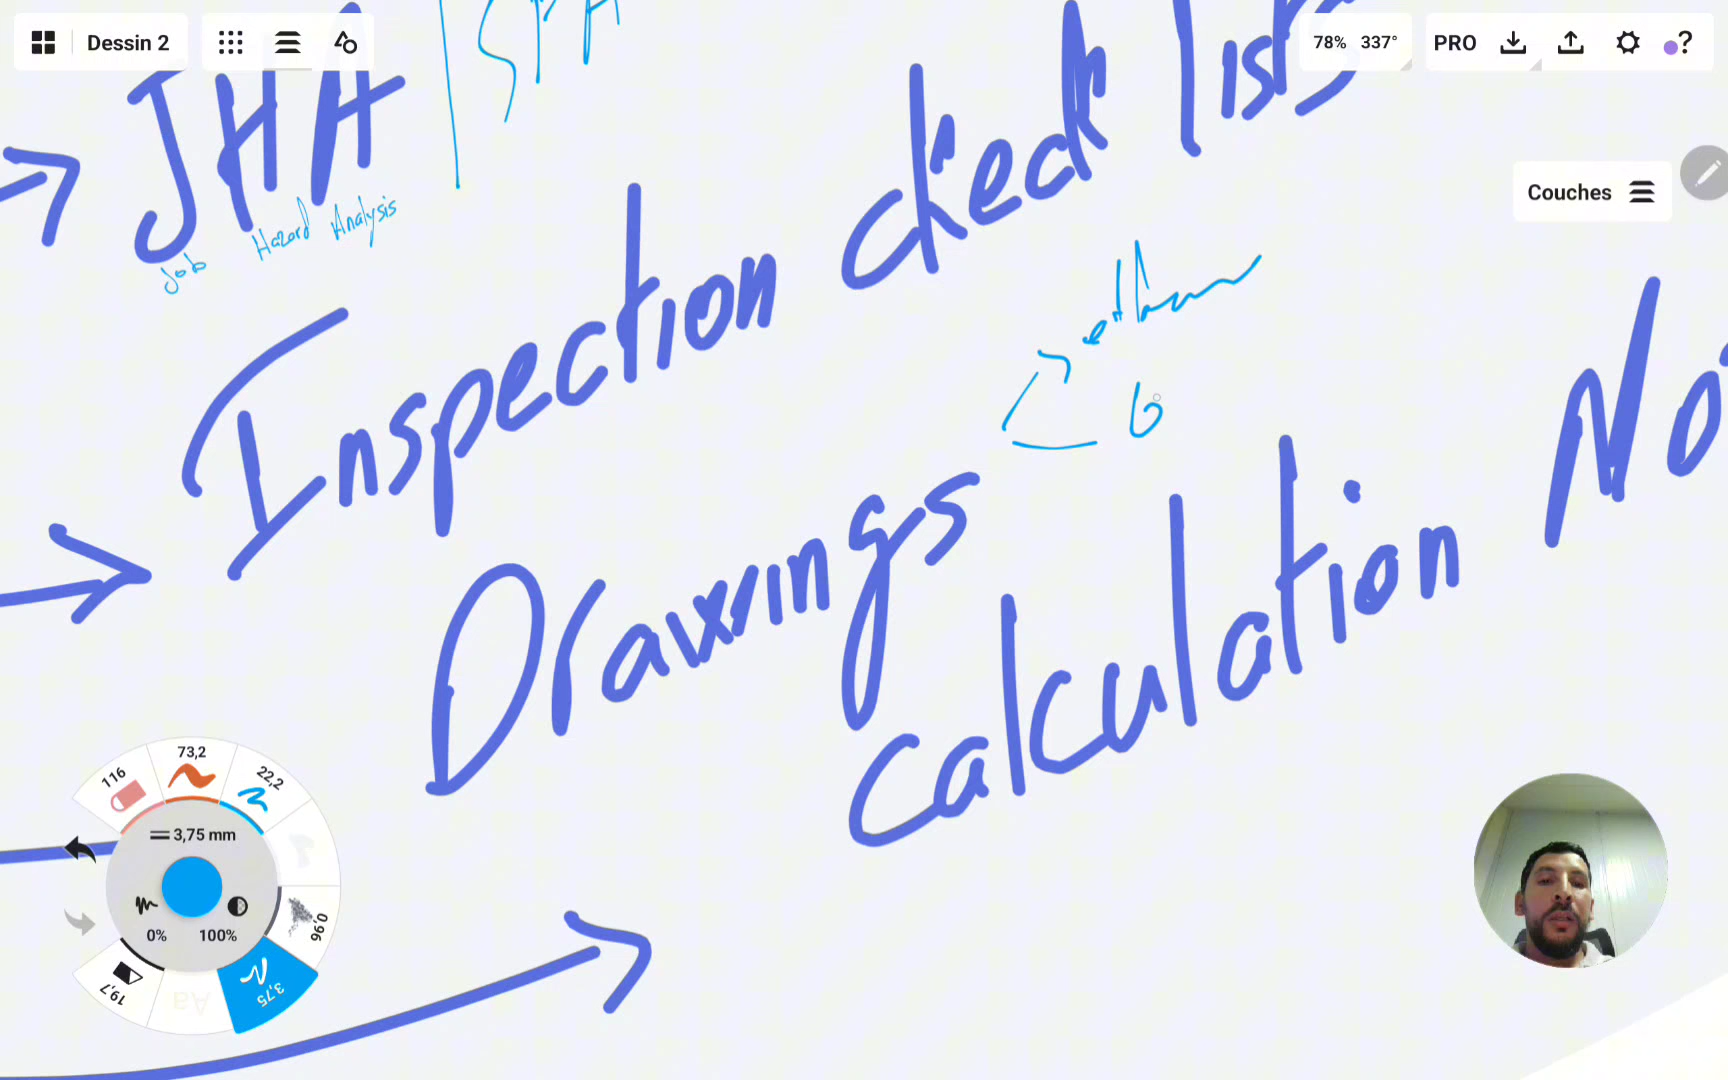 Dessin 2
78% 337°
PRO
?
Couches
JHA
Job Hazard Analysis
Inspection check lists
Drawings
calculation
116
73,2
22,2
3,75 mm
0%
100%
0,96
3,75
Aa
19,7